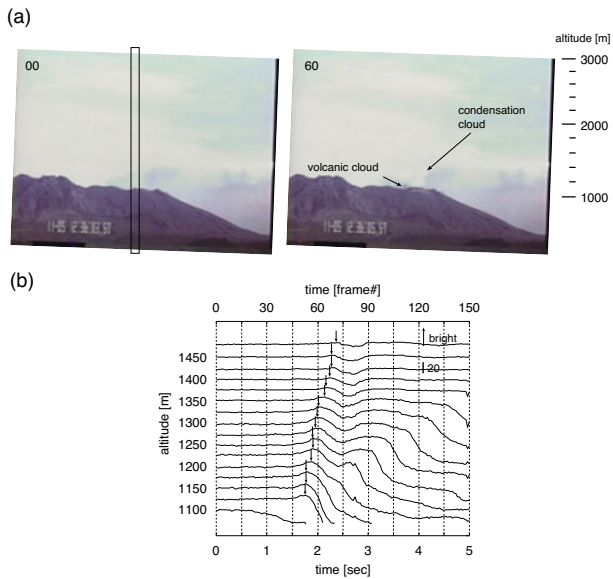 (a)
altitude [m]
00
60
3000
2000
1000
condensation
cloud
volcanic cloud
(b)
time [frame#]
0 30 60 90 120 150
bright
20
1450
1400
1350
1300
1250
1200
1150
1100
altitude [m]
0 1 2 3 4 5
time [sec]